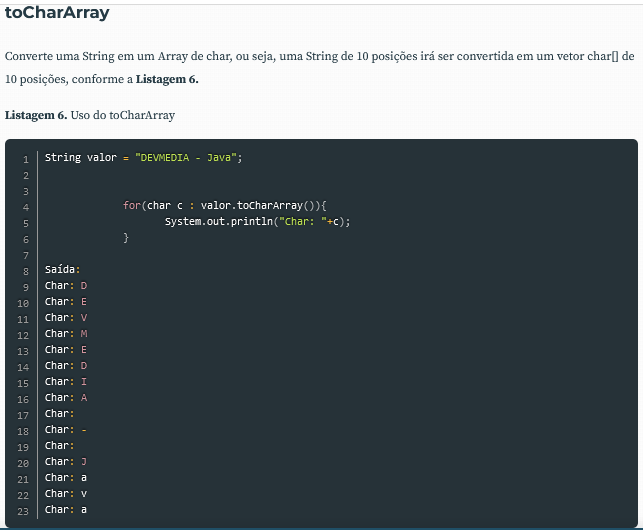 toCharArray
Converte uma String em um Array de char, ou seja, uma String de 10 posições irá ser convertida em um vetor char[] de
10 posições, conforme a Listagem 6.
Listagem 6. Uso do toCharArray
1 String valor = "DEVMEDIA - Java";
2
3
4 for(char c : valor.toCharArray()){
5 System.out.println("Char: "+c);
6 }
7
8 Saída:
9 Char: D
10 Char: E
11 Char: V
12 Char: M
13 Char: E
14 Char: D
15 Char: I
16 Char: A
17 Char:
18 Char: -
19 Char:
20 Char: J
21 Char: a
22 Char: v
23 Char: a